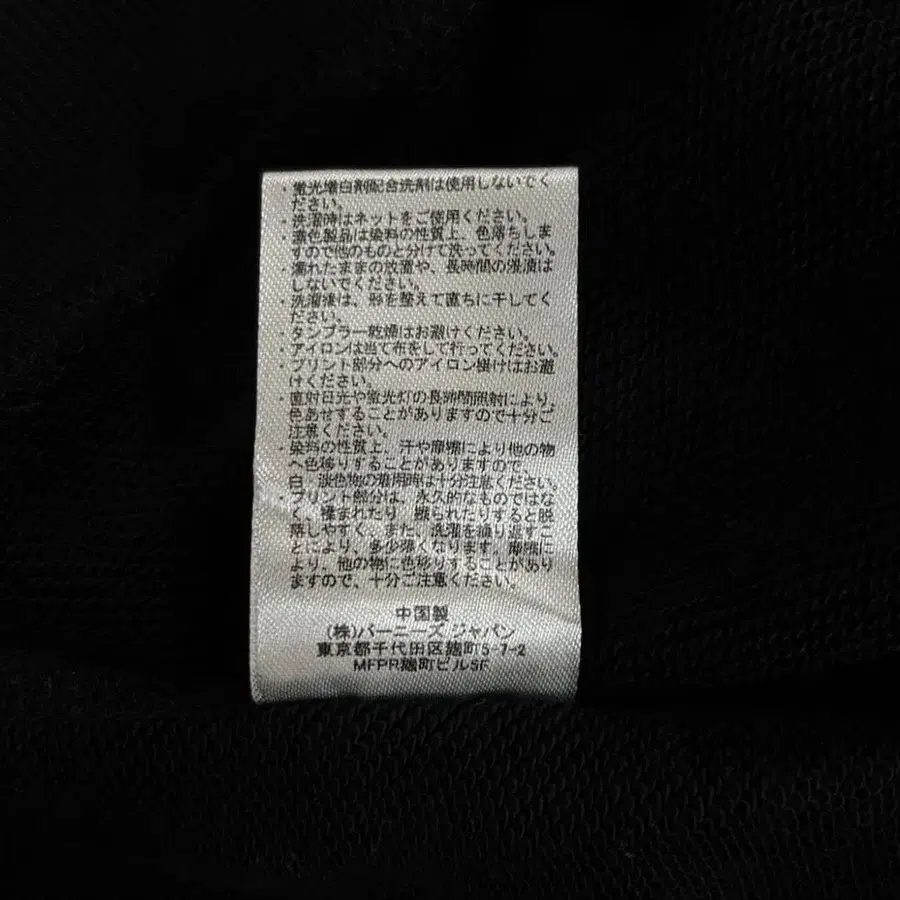 ・蛍光増白剤配合洗剤は使用しないでく
ださい。
・洗濯時はネットをご使用ください。
・濃色製品は染料の性質上、色落ちしま
すので他のものと分けて洗ってください。
・濡れたままの放置や、長時間の浸漬は
しないでください。
・洗濯後は、形を整えて直ちに干してく
ださい。
・タンブラー乾燥はお避けください。
・アイロンは当て布をして行ってください。
・プリント部分へのアイロン掛けはお避
けください。
・直射日光や蛍光灯の長時間照射により、
色あせすることがありますので十分ご
注意ください。
・染料の性質上、汗や摩擦により他の物
へ色移りすることがありますので、
白・淡色物の着用時は十分注意ください。
・プリント部分は、永久的なものではな
く、揉まれたり、擦られたりすると脱
落しやすく、また、洗濯を繰り返すこ
とにより、多少薄くなります。摩擦に
より、他の物に色移りすることがあり
ますので、十分ご注意ください。
中国製
(株)バーニーズ ジャパン
東京都千代田区麹町5-7-2
MFPR麹町ビル5F